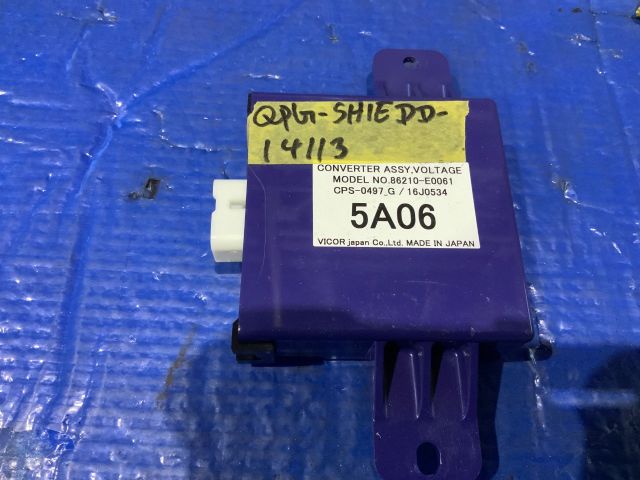 QPG-SHIEDD-
14113
CONVERTER ASSY,VOLTAGE
MODEL NO.86210-E0061
CPS-0497_G / 16J0534
5A06
VICOR japan Co.,Ltd. MADE IN JAPAN